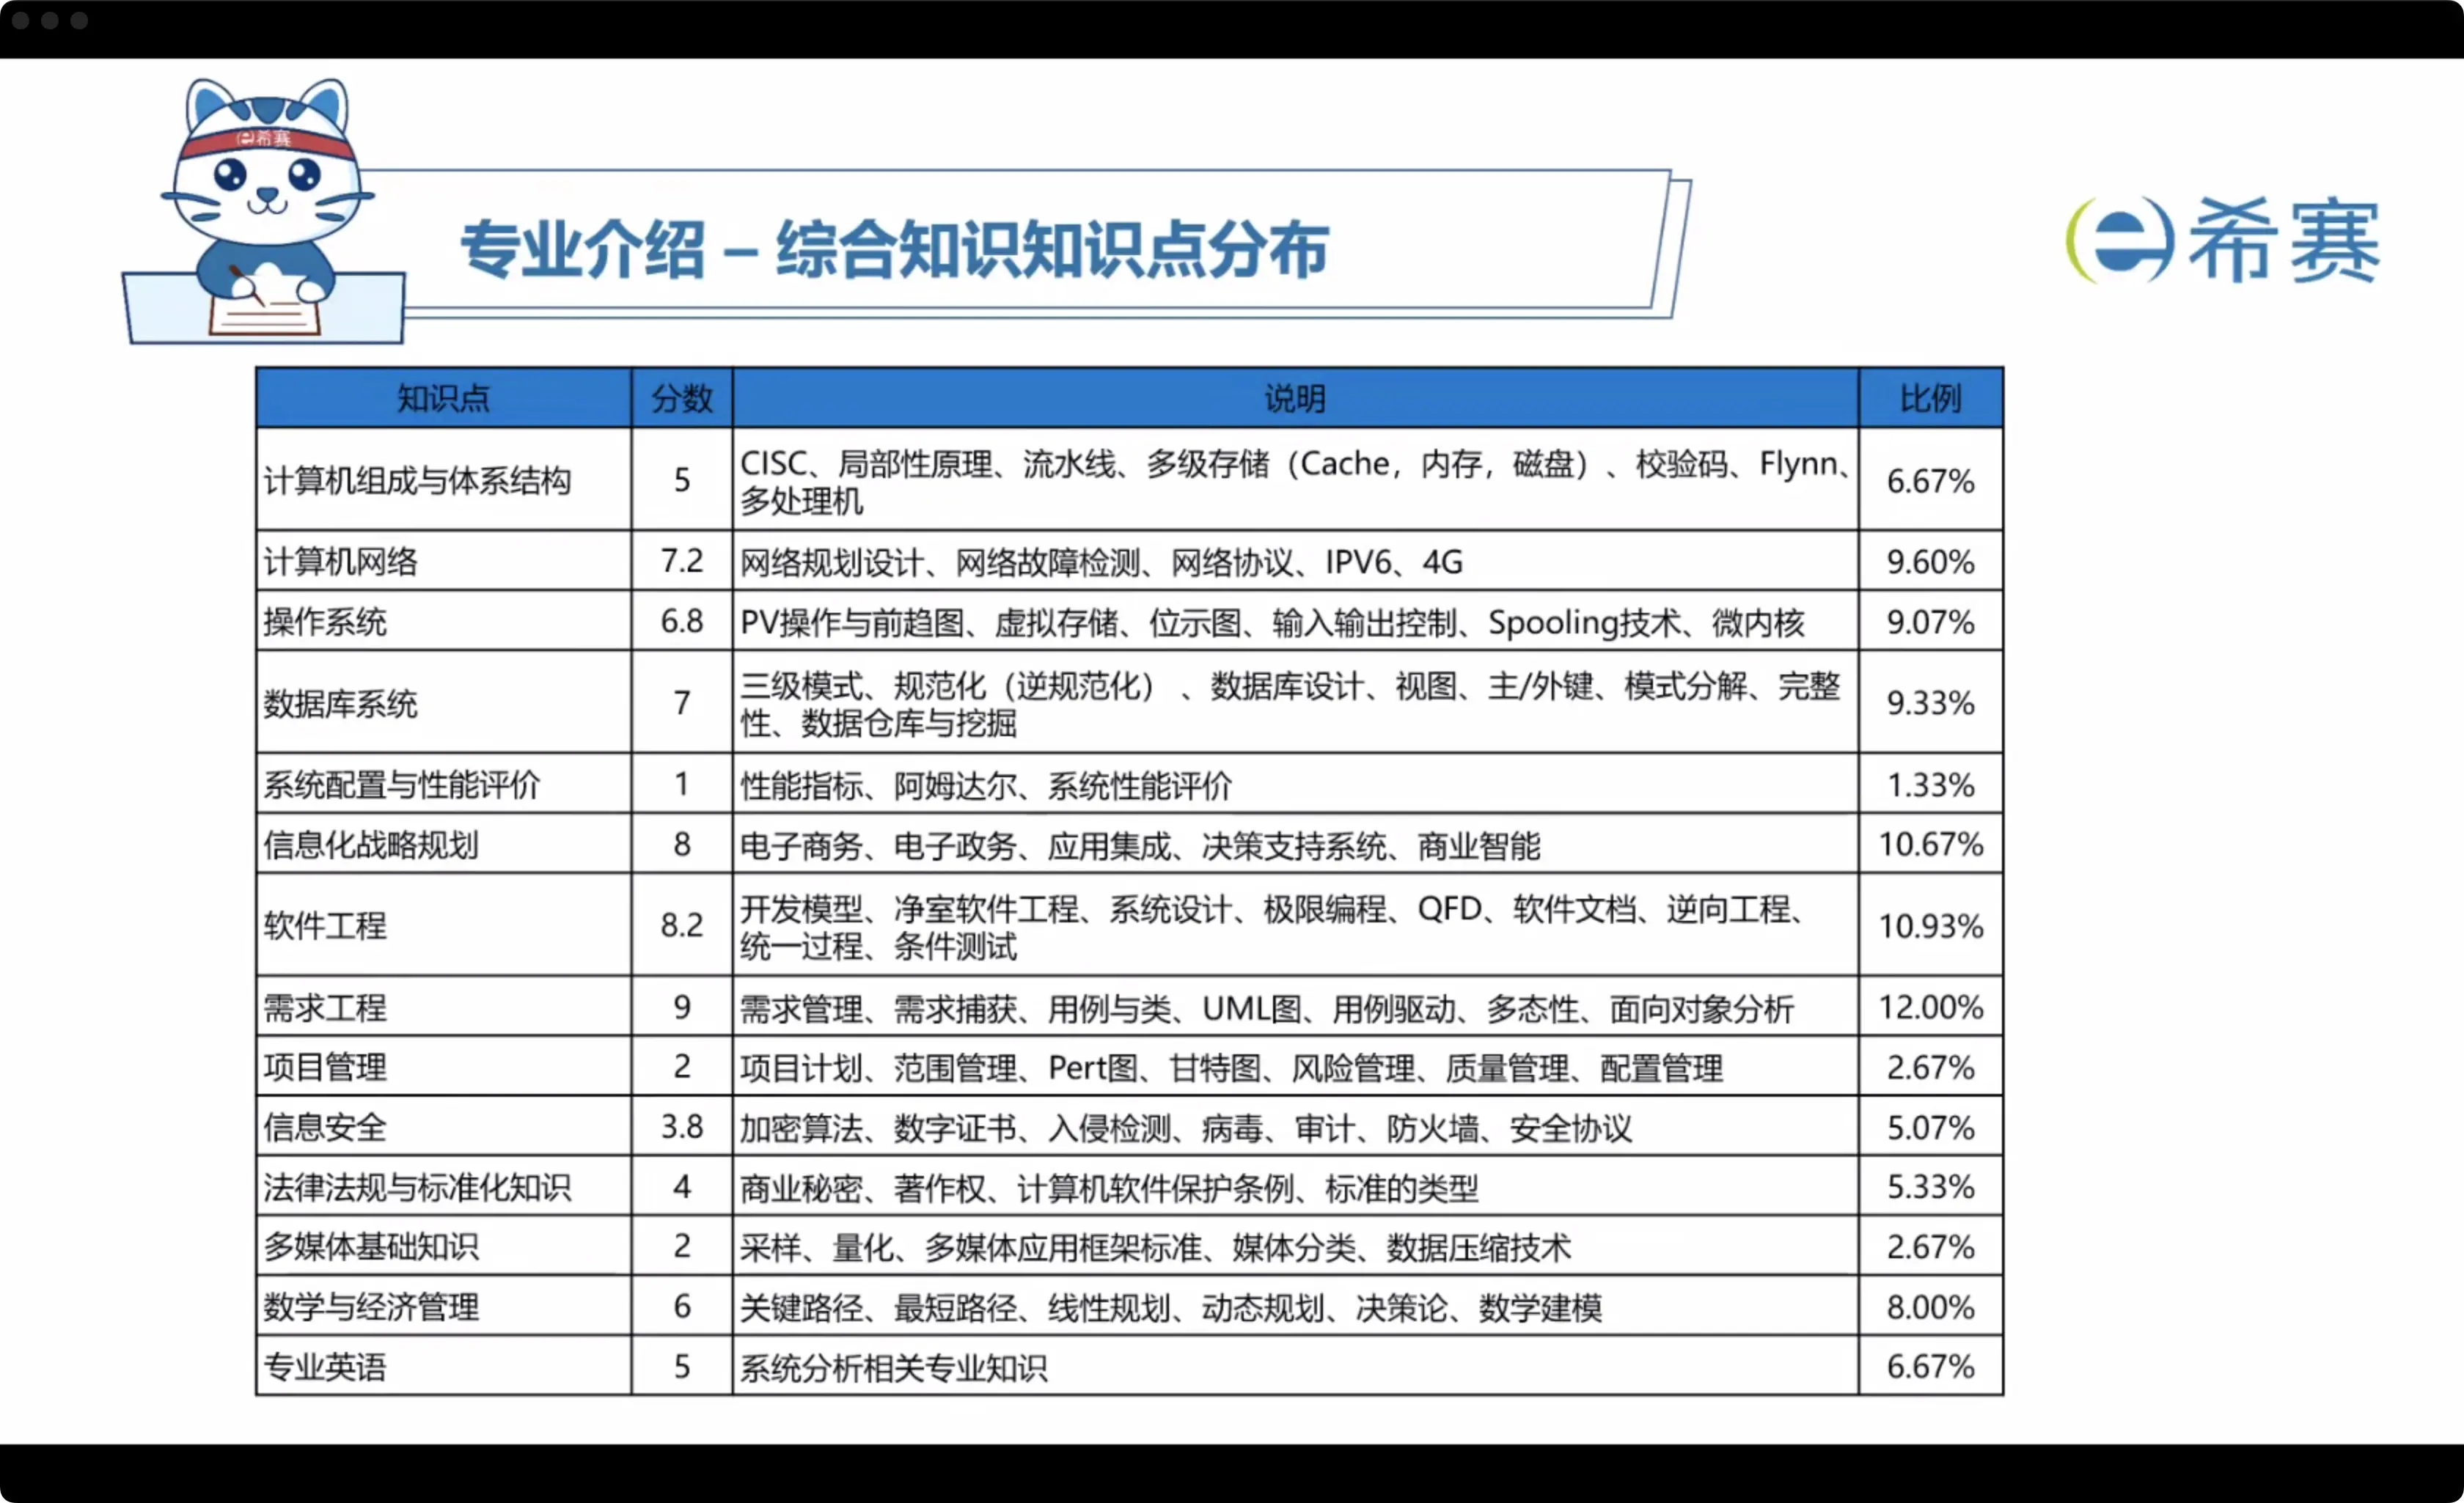 e希赛
专业介绍 – 综合知识知识点分布
e希赛
知识点 分数 说明 比例
计算机组成与体系结构 5 CISC、局部性原理、流水线、多级存储（Cache，内存，磁盘）、校验码、Flynn、 6.67%
多处理机
计算机网络 7.2 网络规划设计、网络故障检测、网络协议、IPV6、4G 9.60%
操作系统 6.8 PV操作与前趋图、虚拟存储、位示图、输入输出控制、Spooling技术、微内核 9.07%
数据库系统 7 三级模式、规范化（逆规范化） 、数据库设计、视图、主/外键、模式分解、完整 9.33%
性、数据仓库与挖掘
系统配置与性能评价 1 性能指标、阿姆达尔、系统性能评价 1.33%
信息化战略规划 8 电子商务、电子政务、应用集成、决策支持系统、商业智能 10.67%
软件工程 8.2 开发模型、净室软件工程、系统设计、极限编程、QFD、软件文档、逆向工程、 10.93%
统一过程、条件测试
需求工程 9 需求管理、需求捕获、用例与类、UML图、用例驱动、多态性、面向对象分析 12.00%
项目管理 2 项目计划、范围管理、Pert图、甘特图、风险管理、质量管理、配置管理 2.67%
信息安全 3.8 加密算法、数字证书、入侵检测、病毒、审计、防火墙、安全协议 5.07%
法律法规与标准化知识 4 商业秘密、著作权、计算机软件保护条例、标准的类型 5.33%
多媒体基础知识 2 采样、量化、多媒体应用框架标准、媒体分类、数据压缩技术 2.67%
数学与经济管理 6 关键路径、最短路径、线性规划、动态规划、决策论、数学建模 8.00%
专业英语 5 系统分析相关专业知识 6.67%